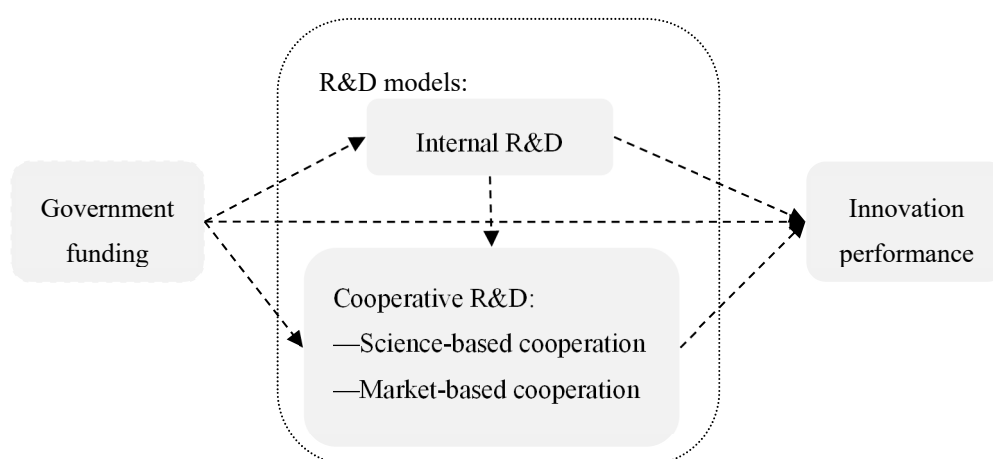 R&D models:
Internal R&D
Government
funding
Innovation
performance
Cooperative R&D:
—Science-based cooperation
—Market-based cooperation